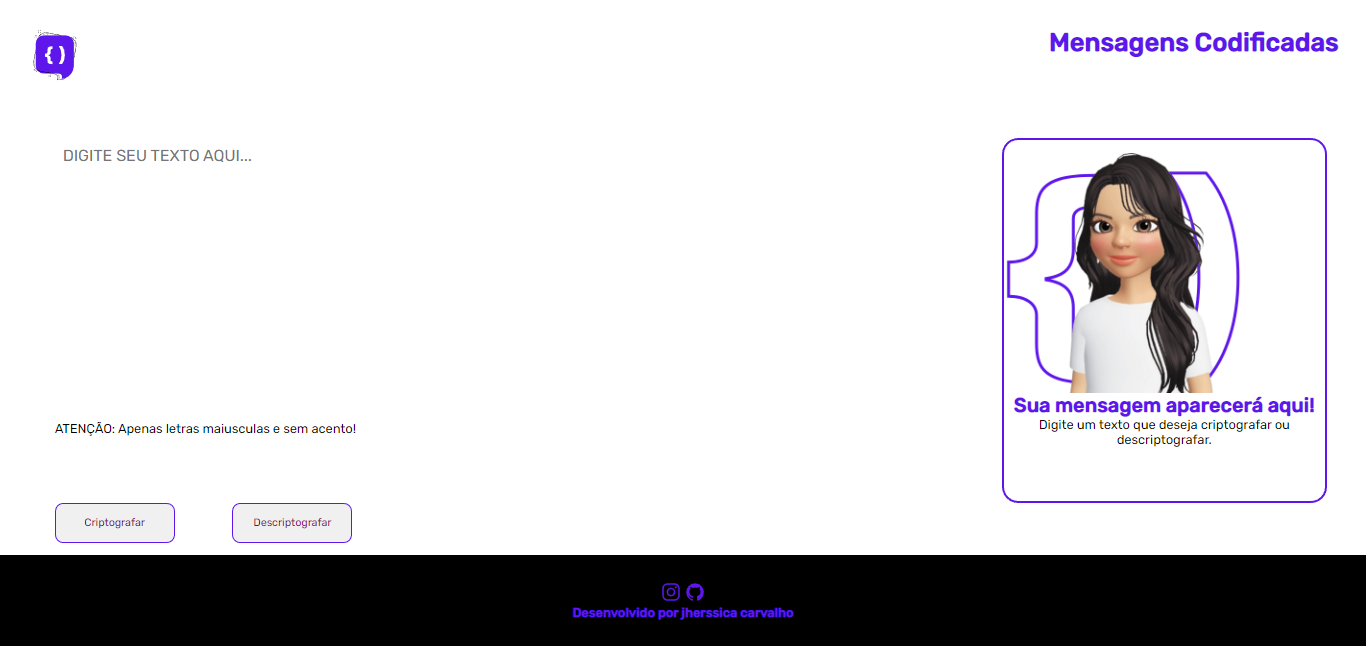 { }
Mensagens Codificadas
DIGITE SEU TEXTO AQUI...
ATENÇÃO: Apenas letras maiusculas e sem acento!
Criptografar
Descriptografar
Sua mensagem aparecerá aqui!
Digite um texto que deseja criptografar ou
descriptografar.
Desenvolvido por jherssica carvalho